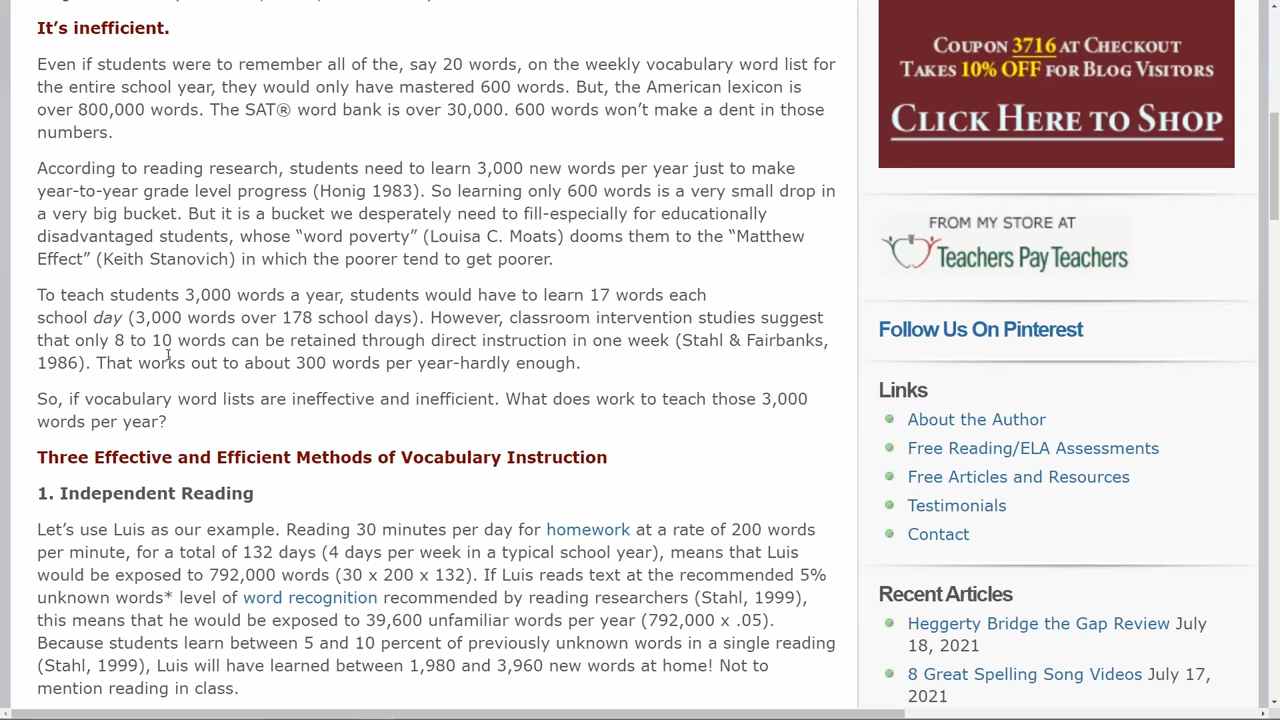 It's inefficient.
Even if students were to remember all of the, say 20 words, on the weekly vocabulary word list for
the entire school year, they would only have mastered 600 words. But, the American lexicon is
over 800,000 words. The SAT® word bank is over 30,000. 600 words won't make a dent in those
numbers.
According to reading research, students need to learn 3,000 new words per year just to make
year-to-year grade level progress (Honig 1983). So learning only 600 words is a very small drop in
a very big bucket. But it is a bucket we desperately need to fill-especially for educationally
disadvantaged students, whose “word poverty” (Louisa C. Moats) dooms them to the “Matthew
Effect” (Keith Stanovich) in which the poorer tend to get poorer.
To teach students 3,000 words a year, students would have to learn 17 words each
school day (3,000 words over 178 school days). However, classroom intervention studies suggest
that only 8 to 10 words can be retained through direct instruction in one week (Stahl & Fairbanks,
1986). That works out to about 300 words per year-hardly enough.
So, if vocabulary word lists are ineffective and inefficient. What does work to teach those 3,000
words per year?
Three Effective and Efficient Methods of Vocabulary Instruction
1. Independent Reading
Let's use Luis as our example. Reading 30 minutes per day for homework at a rate of 200 words
per minute, for a total of 132 days (4 days per week in a typical school year), means that Luis
would be exposed to 792,000 words (30 x 200 x 132). If Luis reads text at the recommended 5%
unknown words* level of word recognition recommended by reading researchers (Stahl, 1999),
this means that he would be exposed to 39,600 unfamiliar words per year (792,000 x .05).
Because students learn between 5 and 10 percent of previously unknown words in a single reading
(Stahl, 1999), Luis will have learned between 1,980 and 3,960 new words at home! Not to
mention reading in class.
COUPON 3716 AT CHECKOUT
TAKES 10% OFF FOR BLOG VISITORS
CLICK HERE TO SHOP
FROM MY STORE AT
Teachers Pay Teachers
Follow Us On Pinterest
Links
About the Author
Free Reading/ELA Assessments
Free Articles and Resources
Testimonials
Contact
Recent Articles
Heggerty Bridge the Gap Review July
18, 2021
8 Great Spelling Song Videos July 17,
2021